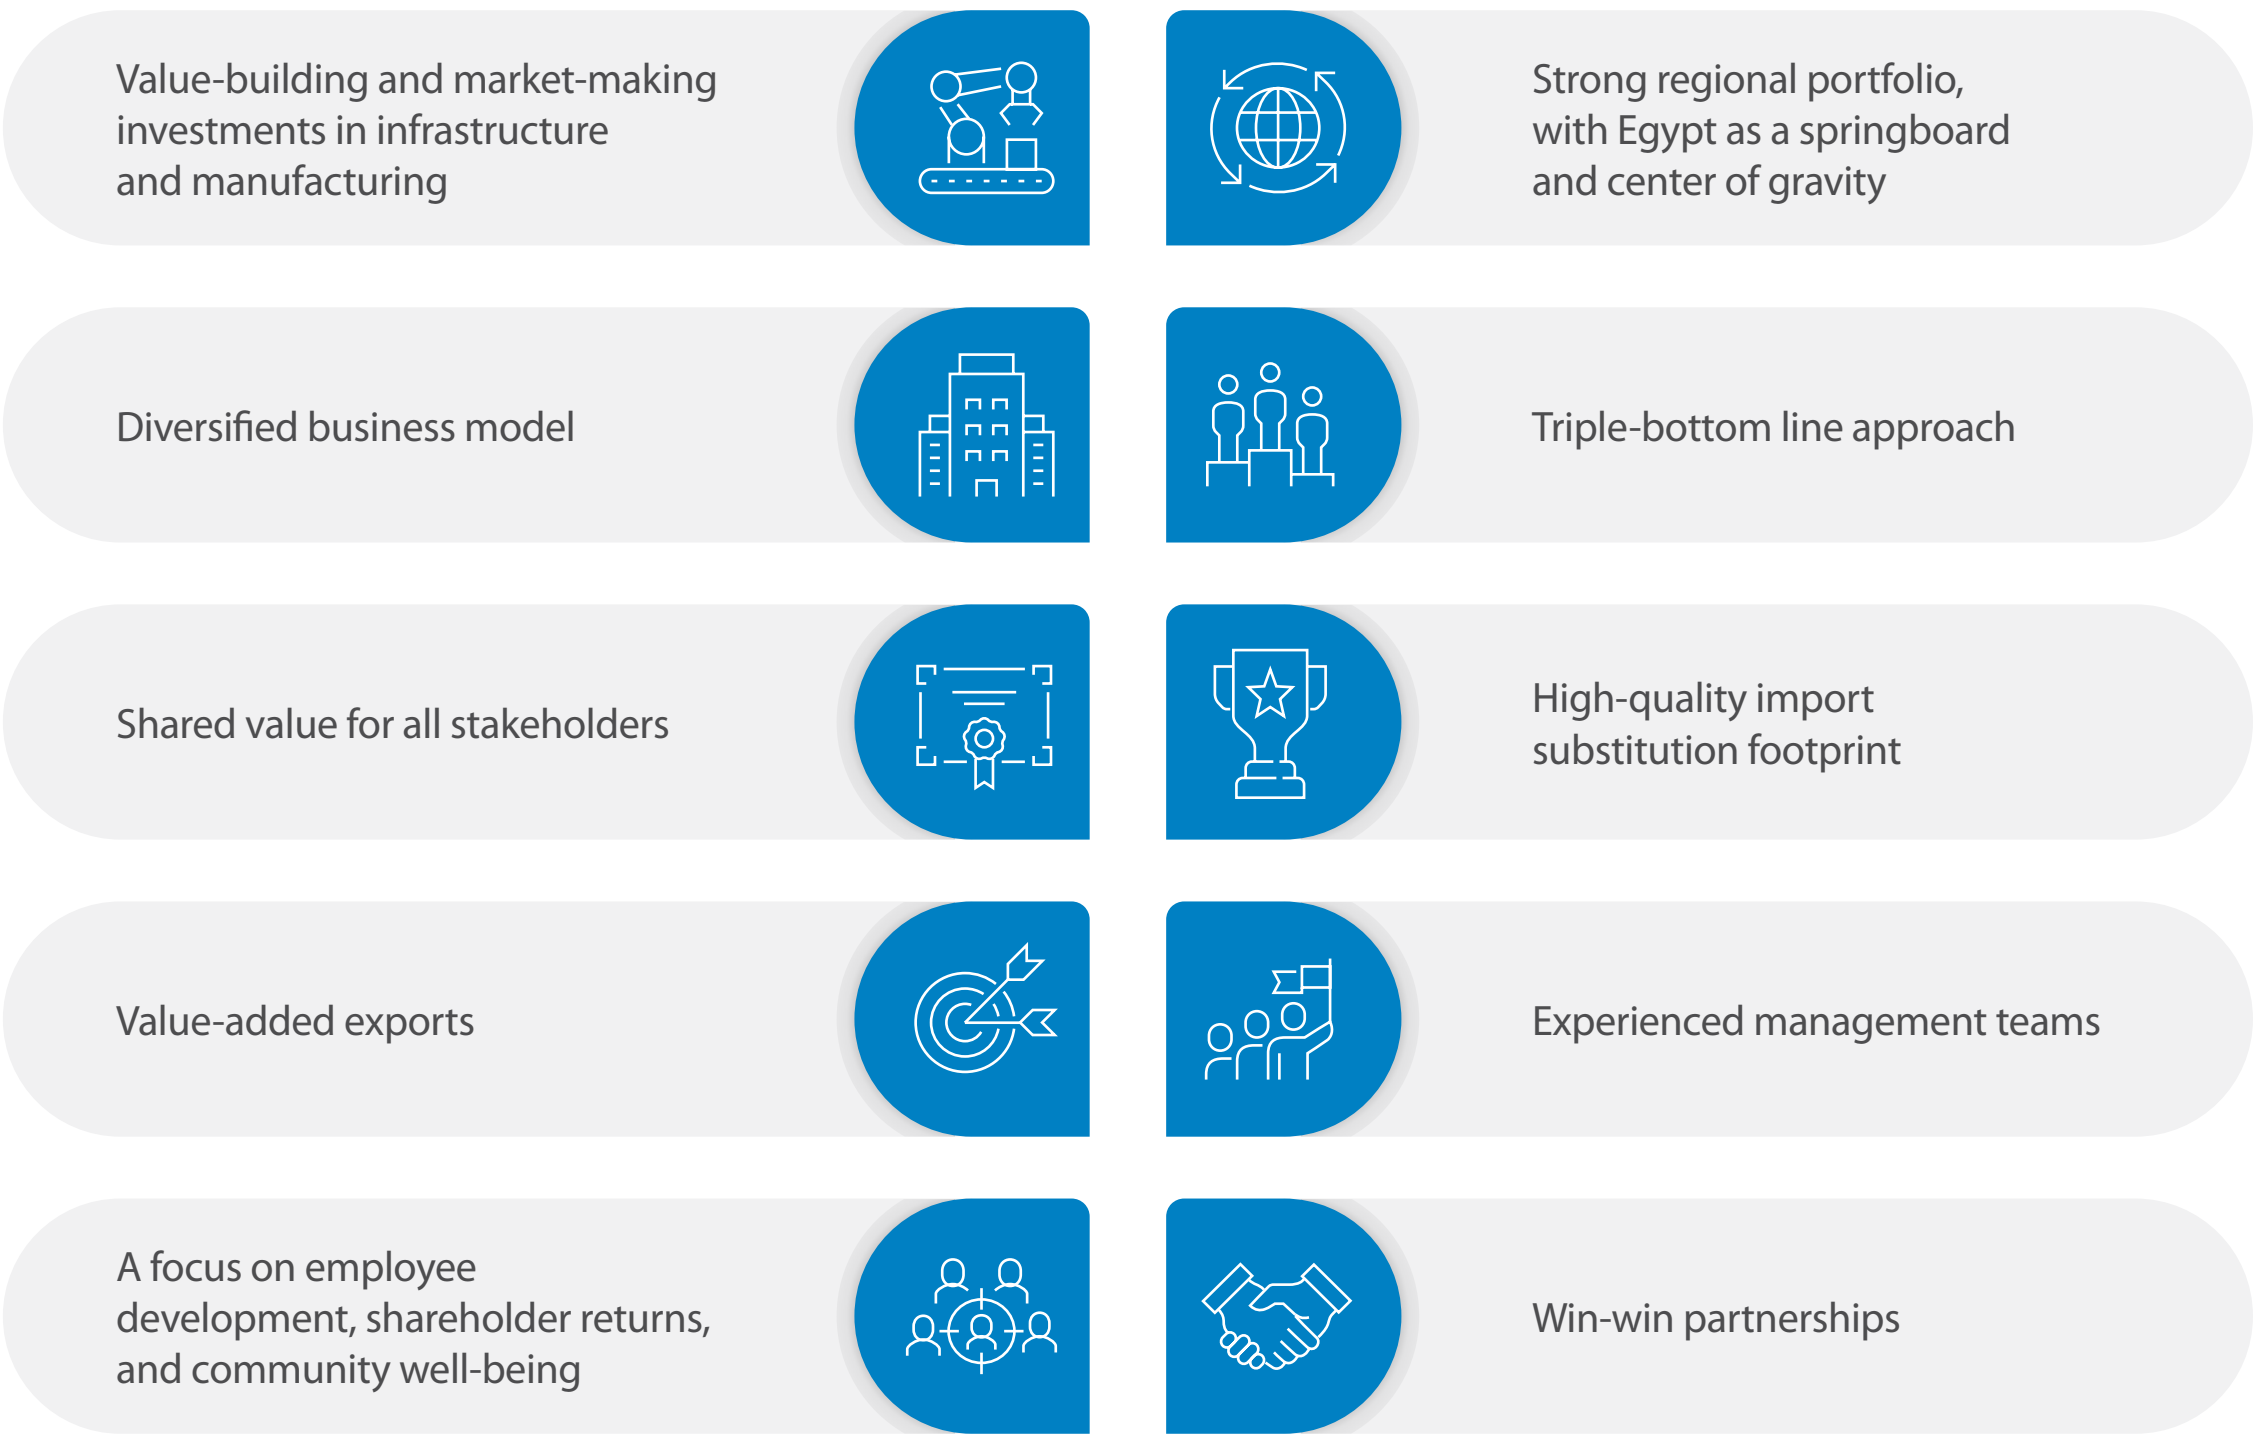 Value-building and market-making
investments in infrastructure
and manufacturing
Strong regional portfolio,
with Egypt as a springboard
and center of gravity
Diversified business model
Triple-bottom line approach
Shared value for all stakeholders
High-quality import
substitution footprint
Value-added exports
Experienced management teams
A focus on employee
development, shareholder returns,
and community well-being
Win-win partnerships